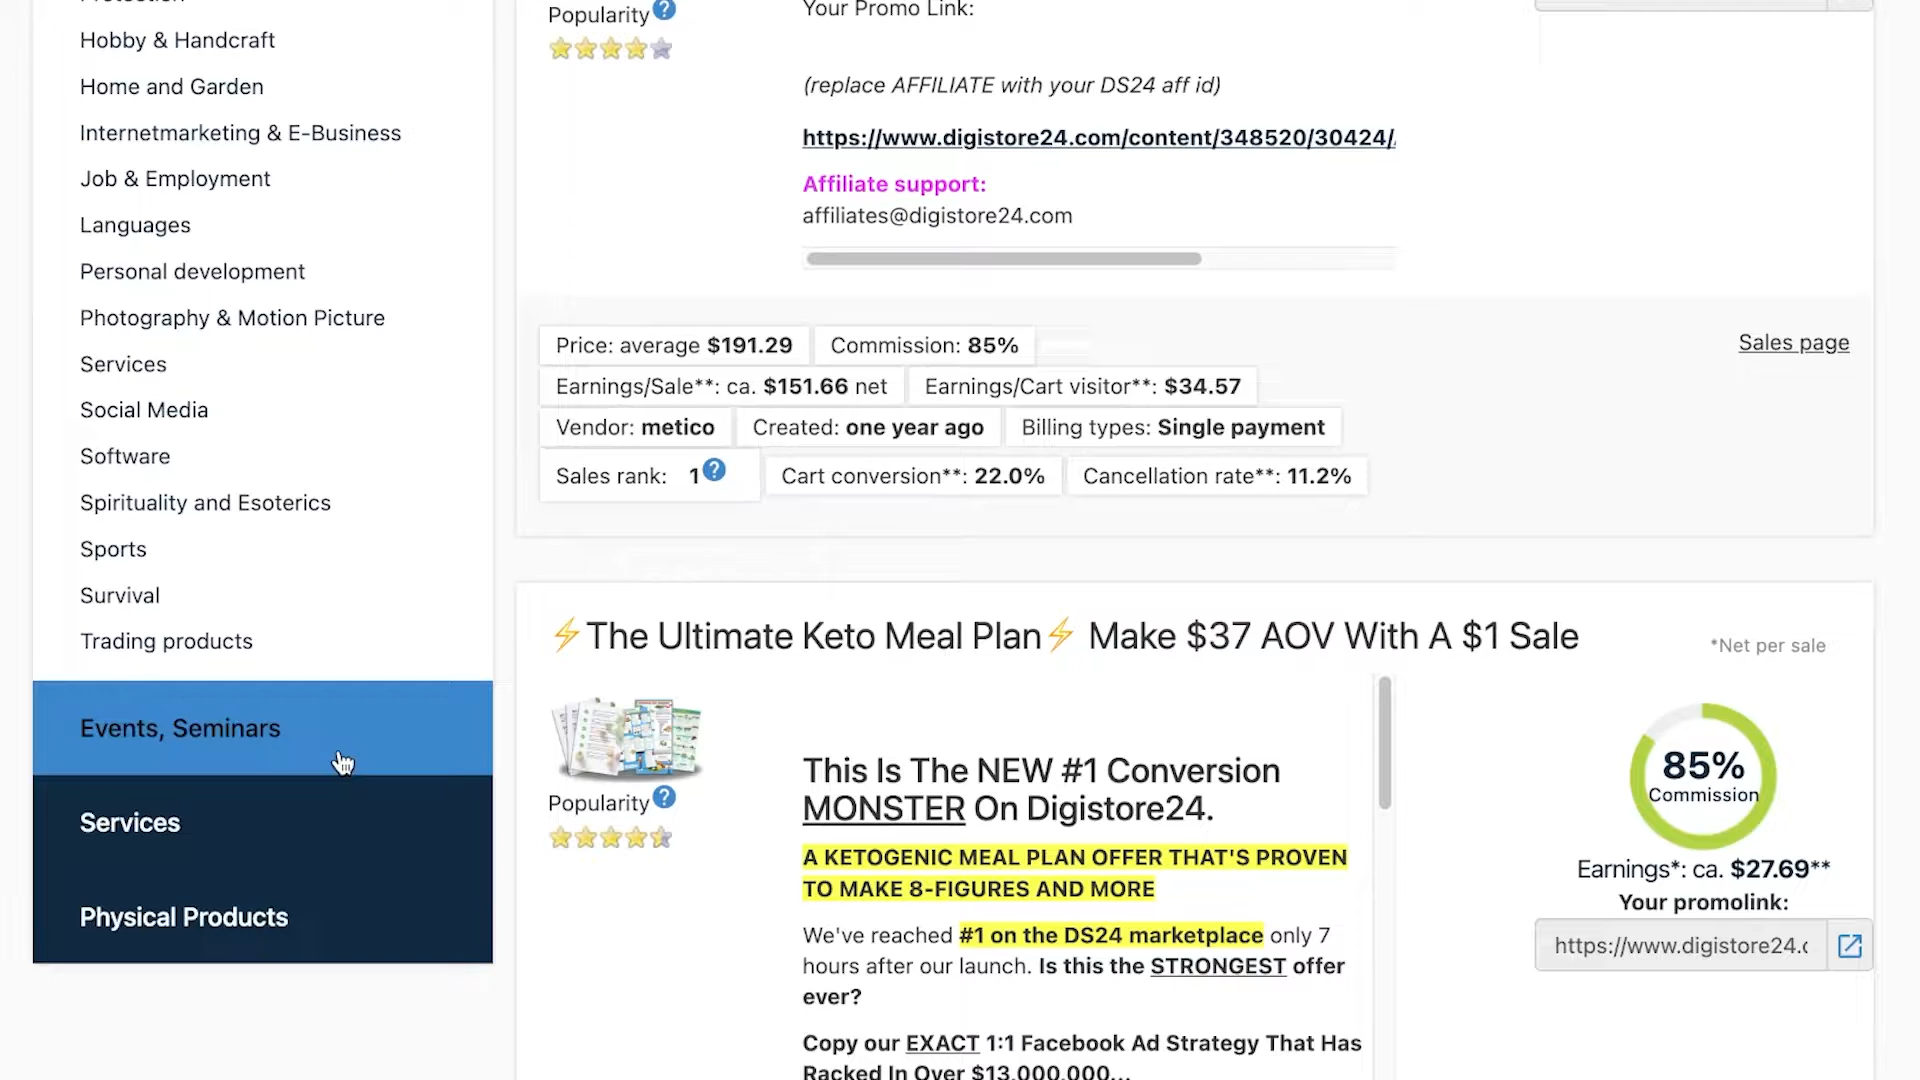 Hobby & Handcraft
Home and Garden
Internetmarketing & E-Business
Job & Employment
Languages
Personal development
Photography & Motion Picture
Services
Social Media
Software
Spirituality and Esoterics
Sports
Survival
Trading products
Events, Seminars
Services
Physical Products
Popularity ?
Your Promo Link:
(replace AFFILIATE with your DS24 aff id)
https://www.digistore24.com/content/348520/30424/
Affiliate support:
affiliates@digistore24.com
Price: average $191.29
Commission: 85%
Sales page
Earnings/Sale**: ca. $151.66 net
Earnings/Cart visitor**: $34.57
Vendor: metico
Created: one year ago
Billing types: Single payment
Sales rank: 1 ?
Cart conversion**: 22.0%
Cancellation rate**: 11.2%
⚡The Ultimate Keto Meal Plan⚡ Make $37 AOV With A $1 Sale
*Net per sale
Popularity ?
This Is The NEW #1 Conversion
MONSTER On Digistore24.
A KETOGENIC MEAL PLAN OFFER THAT'S PROVEN
TO MAKE 8-FIGURES AND MORE
We've reached #1 on the DS24 marketplace only 7
hours after our launch. Is this the STRONGEST offer
ever?
Copy our EXACT 1:1 Facebook Ad Strategy That Has
Racked In Over $13,000,000...
85%
Commission
Earnings*: ca. $27.69**
Your promolink:
https://www.digistore24.c